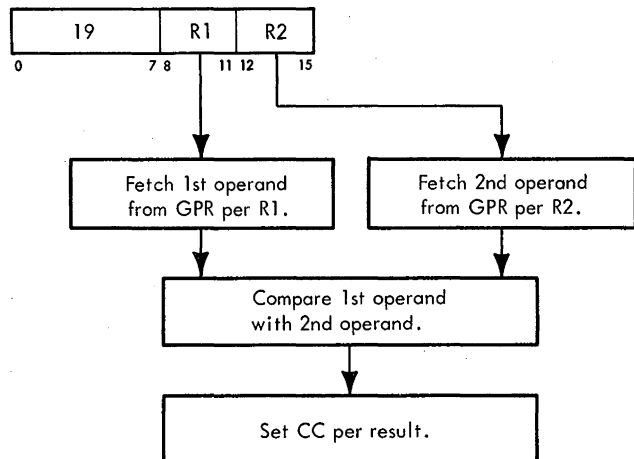 19 R1 R2
0 7 8 11 12 15
Fetch 1st operand
from GPR per R1.
Fetch 2nd operand
from GPR per R2.
Compare 1st operand
with 2nd operand.
Set CC per result.